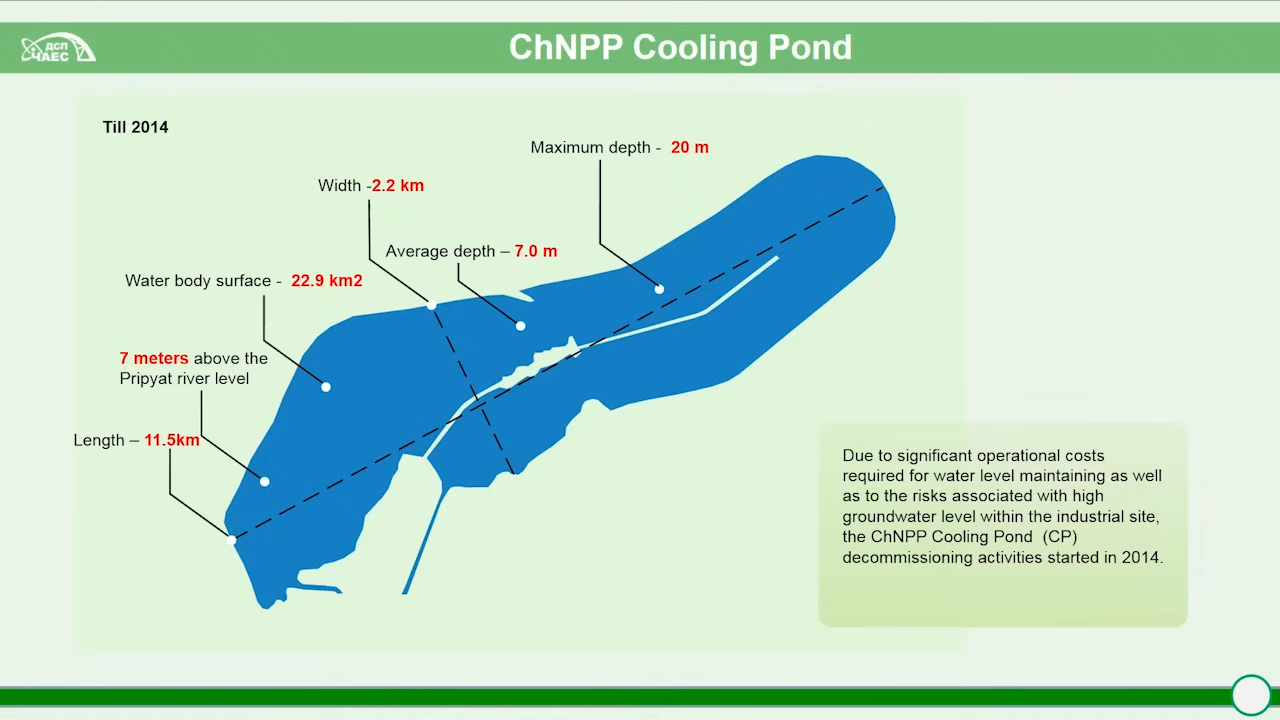 ДСП
ЧАЕС
ChNPP Cooling Pond
Till 2014
Maximum depth - 20 m
Width -2.2 km
Average depth – 7.0 m
Water body surface - 22.9 km2
7 meters above the
Pripyat river level
Length – 11.5km
Due to significant operational costs
required for water level maintaining as well
as to the risks associated with high
groundwater level within the industrial site,
the ChNPP Cooling Pond (CP)
decommissioning activities started in 2014.